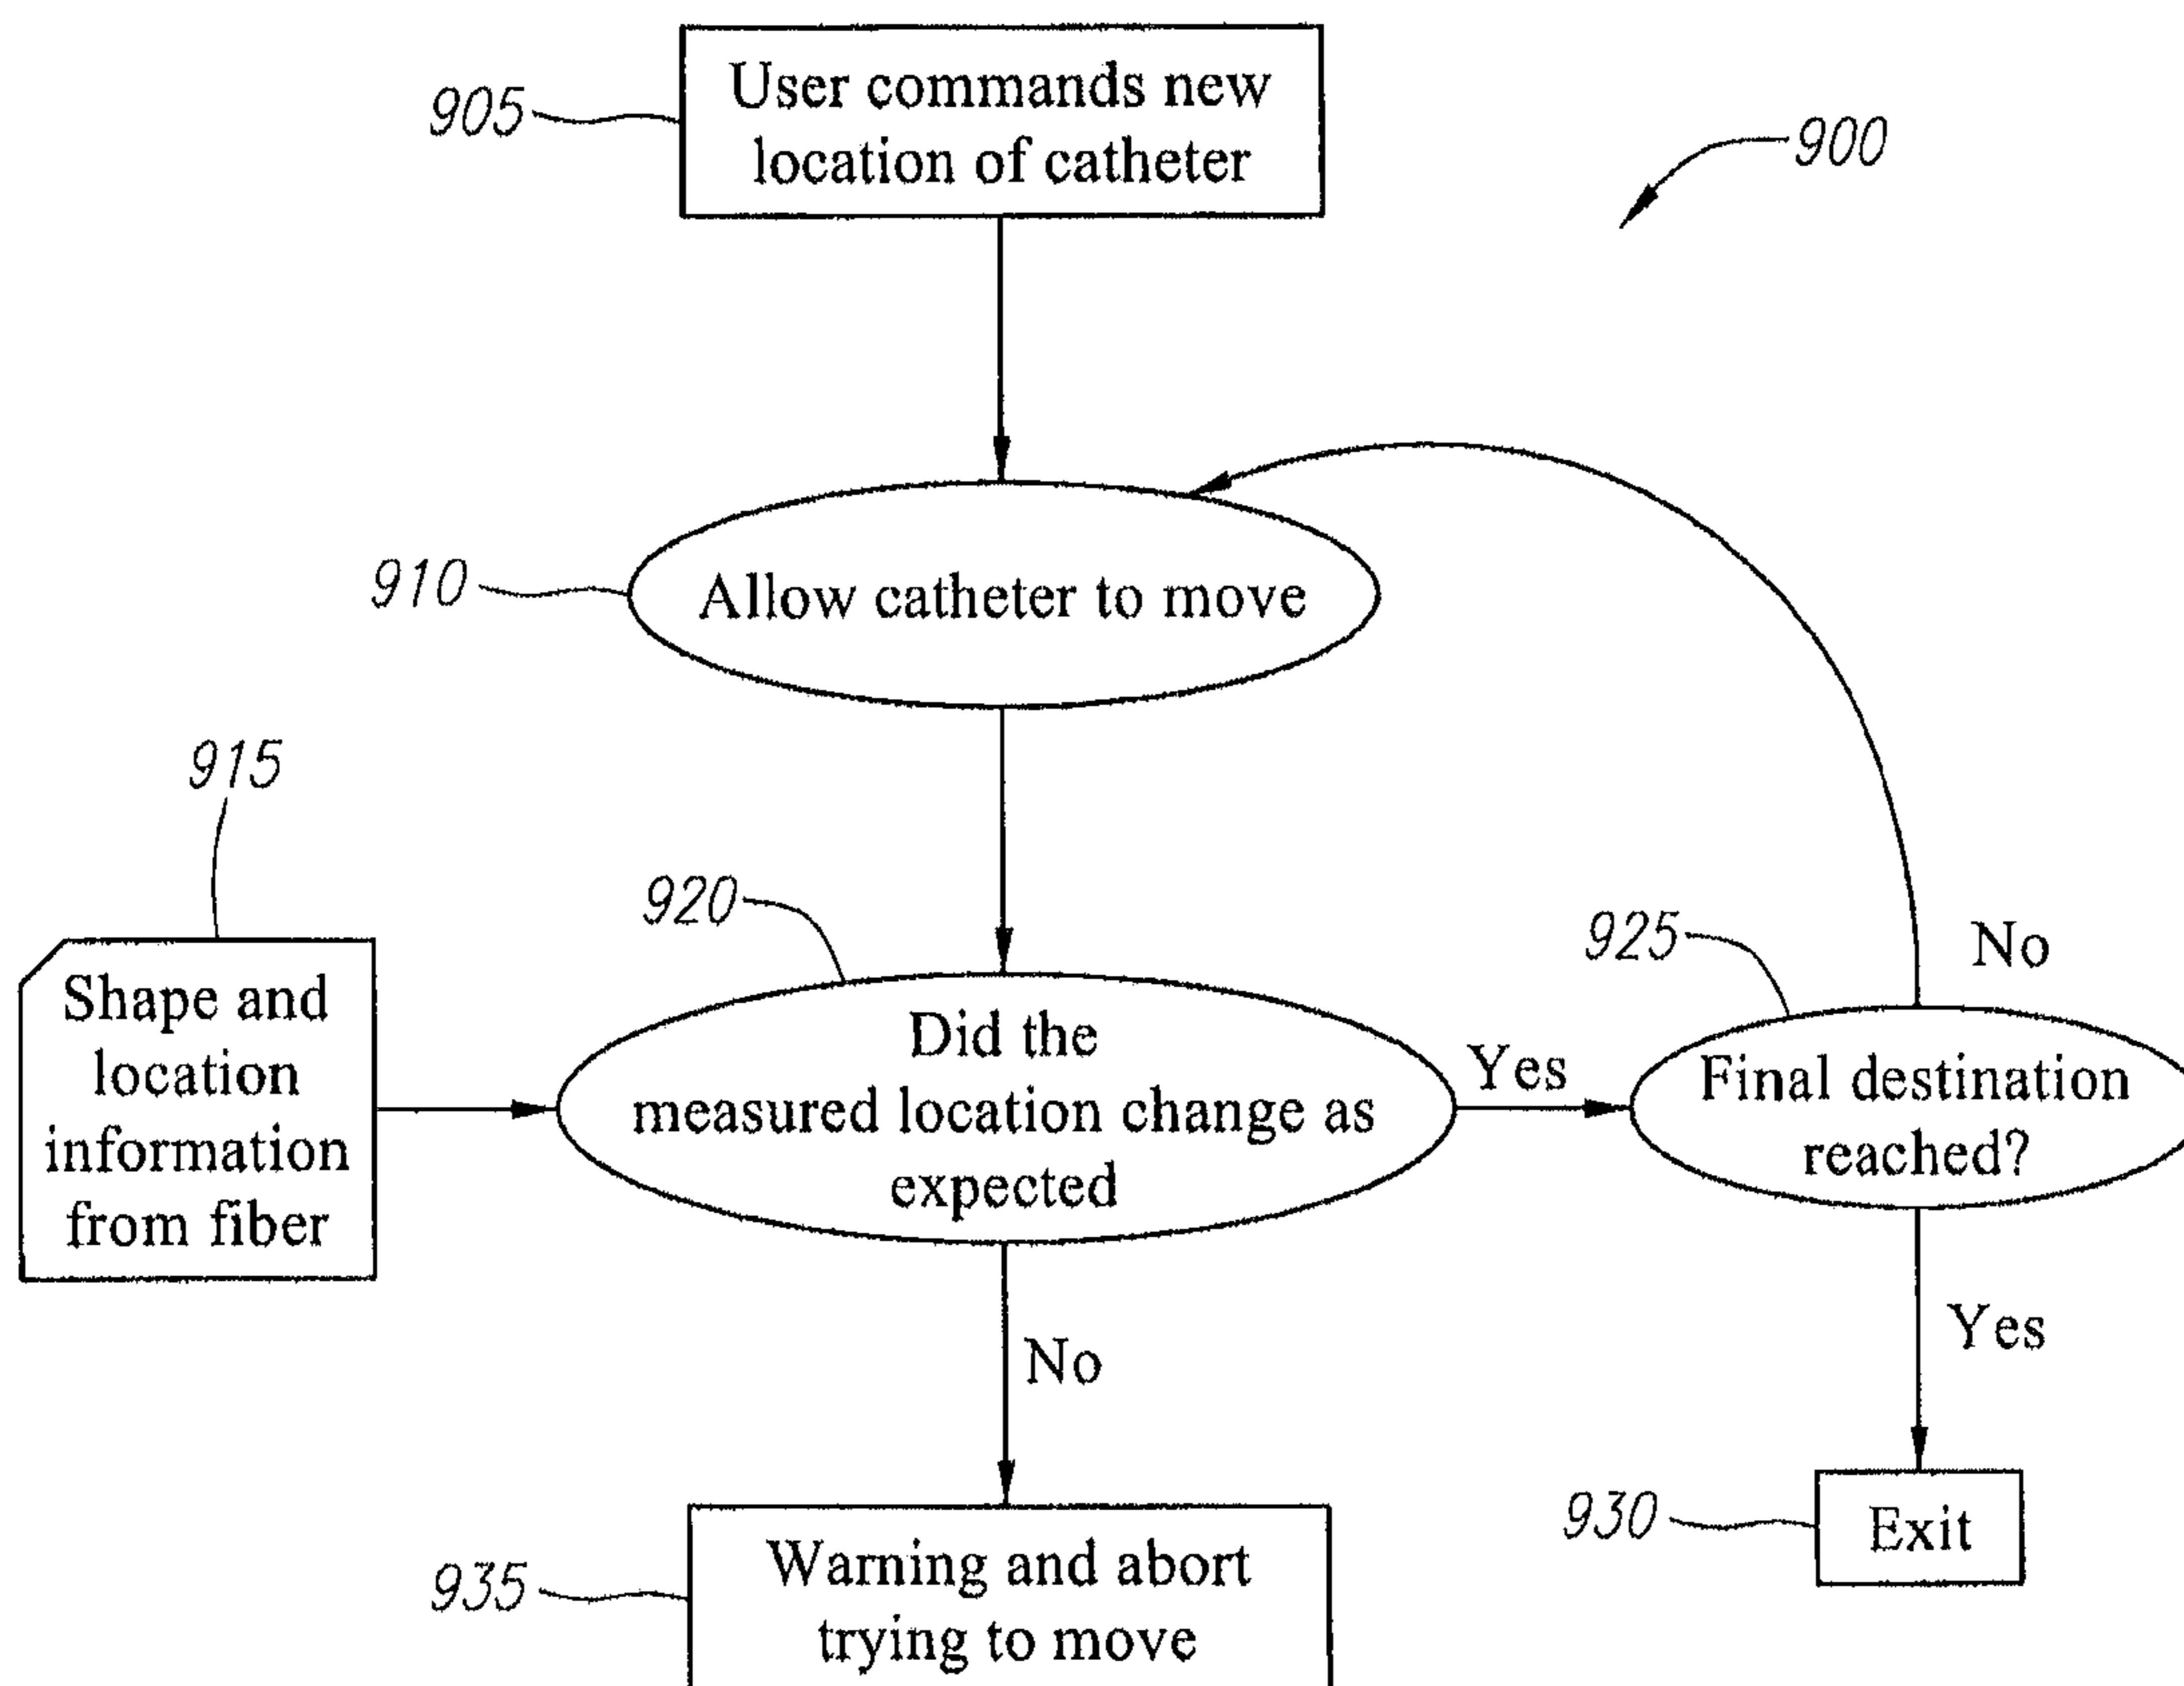 905
User commands new
location of catheter
900
910
Allow catheter to move
915
Shape and
location
information
from fiber
920
Did the
measured location change as
expected
Yes
925
No
Final destination
reached?
Yes
930
Exit
No
935
Warning and abort
trying to move